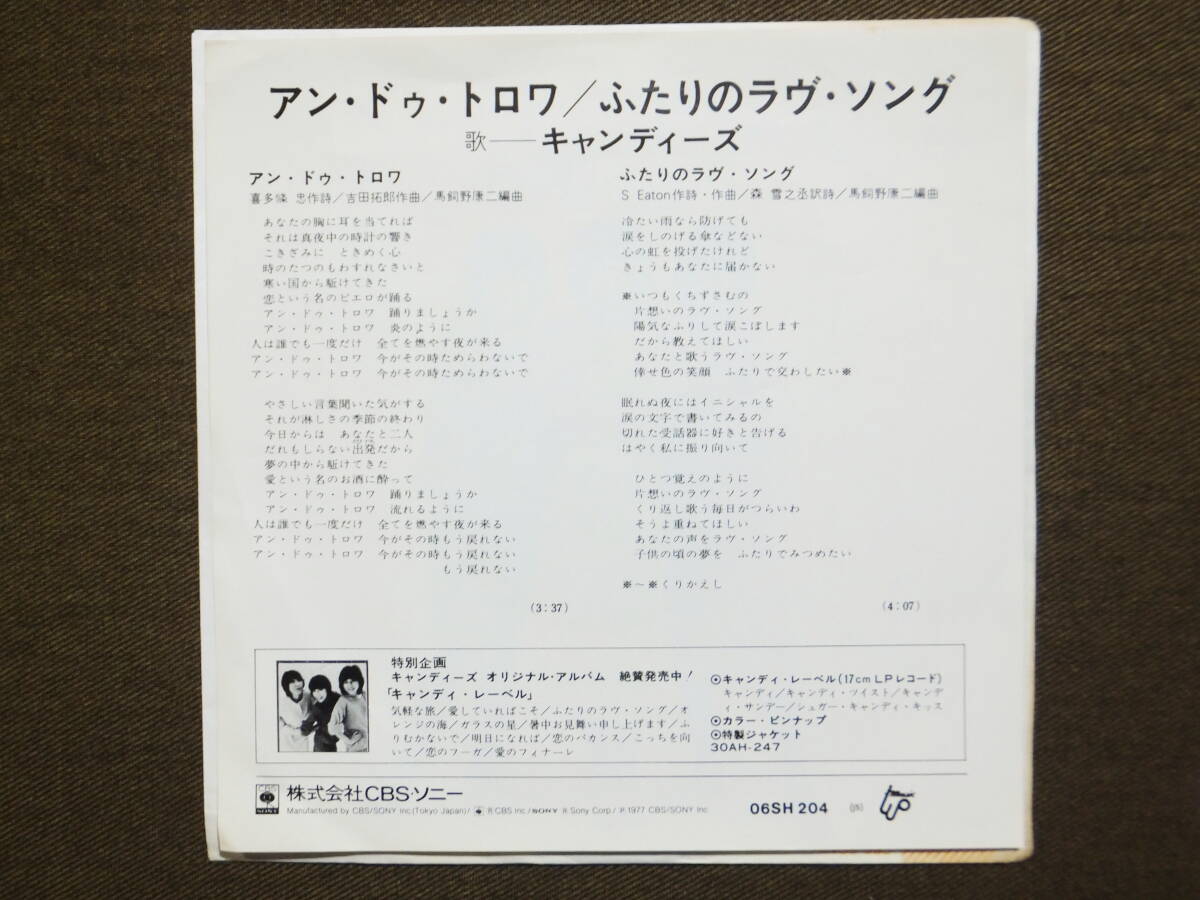 アン・ドゥ・トロワ/ふたりのラヴ・ソング
歌──キャンディーズ
アン・ドゥ・トロワ
喜多條 忠作詩/吉田拓郎作曲/馬飼野康二編曲
あなたの胸に耳を当てれば
それは真夜中の時計の響き
こきざみに ときめく心
時のたつのもわすれなさいと
寒い国から駈けてきた
恋という名のピエロが踊る
アン・ドゥ・トロワ 踊りましょうか
アン・ドゥ・トロワ 炎のように
人は誰でも一度だけ 全てを燃やす夜が来る
アン・ドゥ・トロワ 今がその時ためらわないで
アン・ドゥ・トロワ 今がその時ためらわないで
やさしい言葉聞いた気がする
それが淋しさの季節の終わり
今日からは あなたと二人
だれもしらない出発だから
夢の中から駈けてきた
愛という名のお酒に酔って
アン・ドゥ・トロワ 踊りましょうか
アン・ドゥ・トロワ 流れるように
人は誰でも一度だけ 全てを燃やす夜が来る
アン・ドゥ・トロワ 今がその時もう戻れない
アン・ドゥ・トロワ 今がその時もう戻れない
もう戻れない
(3:37)
ふたりのラヴ・ソング
S Eaton作詩・作曲/森 雪之丞訳詩/馬飼野康二編曲
冷たい雨なら防げても
涙をしのげる傘などない
心の虹を投げたけれど
きょうもあなたに届かない
※いつもくちずさむの
片想いのラヴ・ソング
陽気なふりして涙こぼします
だから教えてほしい
あなたと歌うラヴ・ソング
倖せ色の笑顔 ふたりで交わしたい※
眠れぬ夜にはイニシャルを
涙の文字で書いてみるの
切れた受話器に好きと告げる
はやく私に振り向いて
ひとつ覚えのように
片想いのラヴ・ソング
くり返し歌う毎日がつらいわ
そうよ重ねてほしい
あなたの声をラヴ・ソング
子供の頃の夢を ふたりでみつめたい
※〜※くりかえし
(4:07)
特別企画
キャンディーズ オリジナル・アルバム 絶賛発売中!
「キャンディ・レーベル」
気軽な旅/愛していればこそ/ふたりのラヴ・ソング/オ
レンジの海/ガラスの星/暑中お見舞い申し上げます/ふ
りむかないで/明日になれば/恋のバカンス/こっちを向
いて/恋のフーガ/愛のフィナーレ
◉キャンディ・レーベル(17cm LPレコード)
キャンディ/キャンディ・ツイスト/キャンデ
ィ・サンデー/シュガー・キャンディ・キッス
◉カラー・ピンナップ
◉特製ジャケット
30AH-247
CBS
SONY
株式会社CBS・ソニー
Manufactured by CBS/SONY Inc.(Tokyo Japan)/ ® CBS Inc./SONY ® Sony Corp./℗ 1977 CBS/SONY Inc.
06SH 204